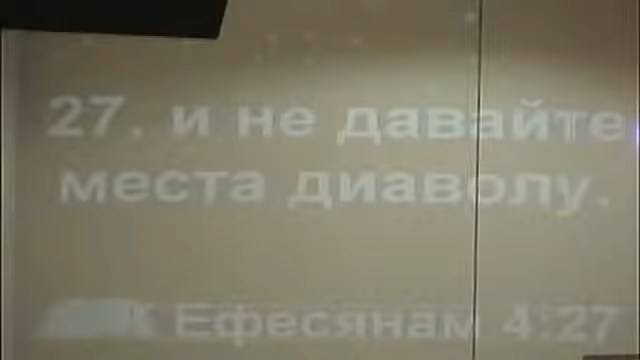 27. и не давайте
места диаволу.
К Ефесянам 4:27